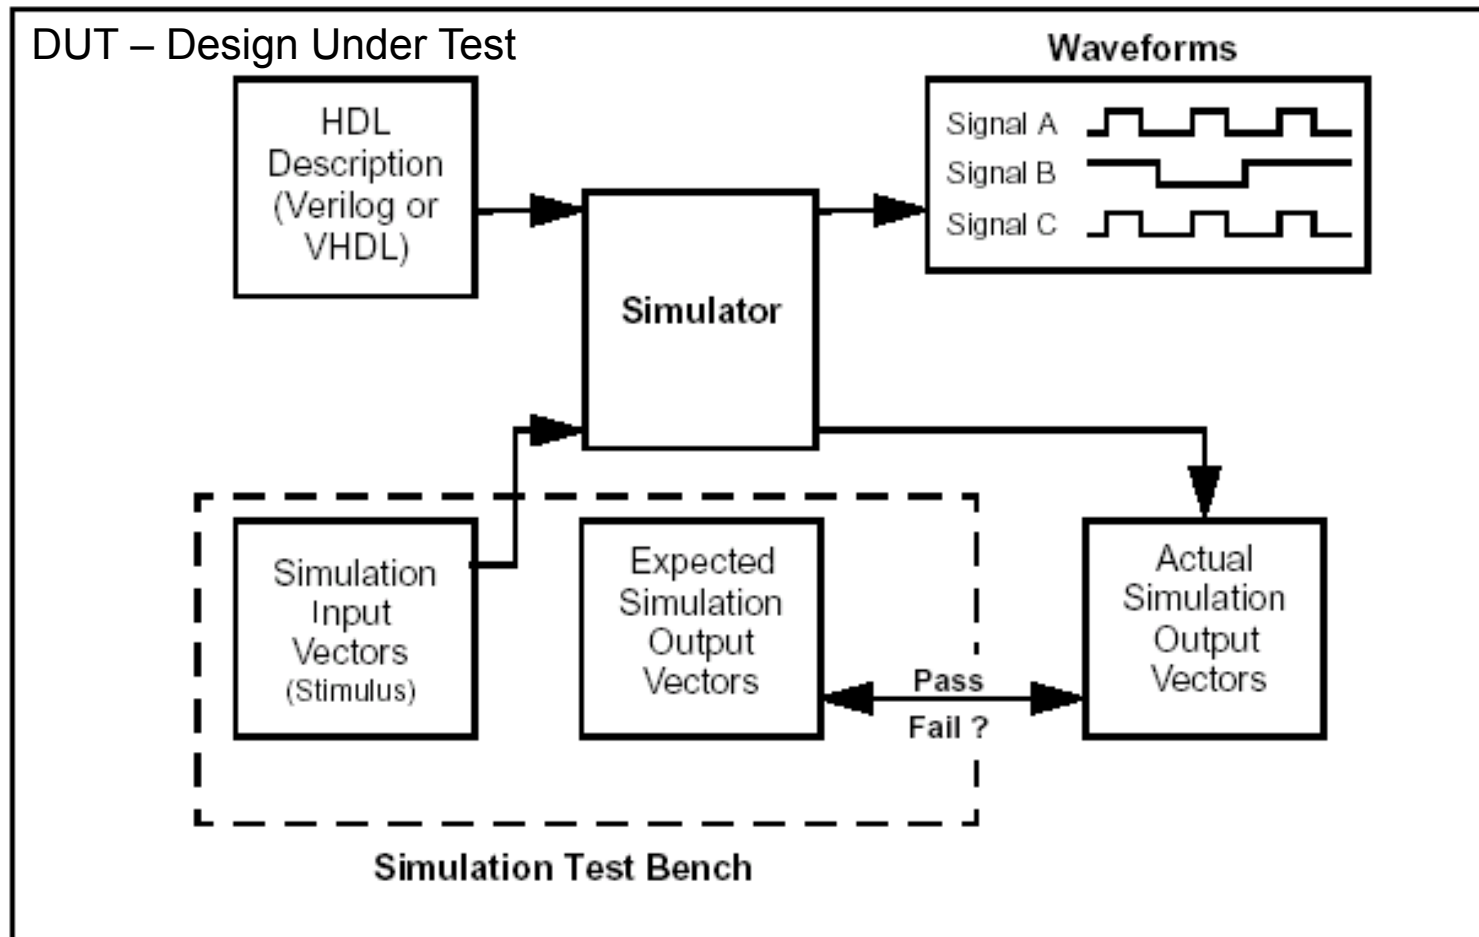 DUT – Design Under Test
Waveforms
HDL
Description
(Verilog or
VHDL)
Signal A
Signal B
Signal C
Simulator
Simulation
Input
Vectors
(Stimulus)
Expected
Simulation
Output
Vectors
Pass
Fail ?
Actual
Simulation
Output
Vectors
Simulation Test Bench